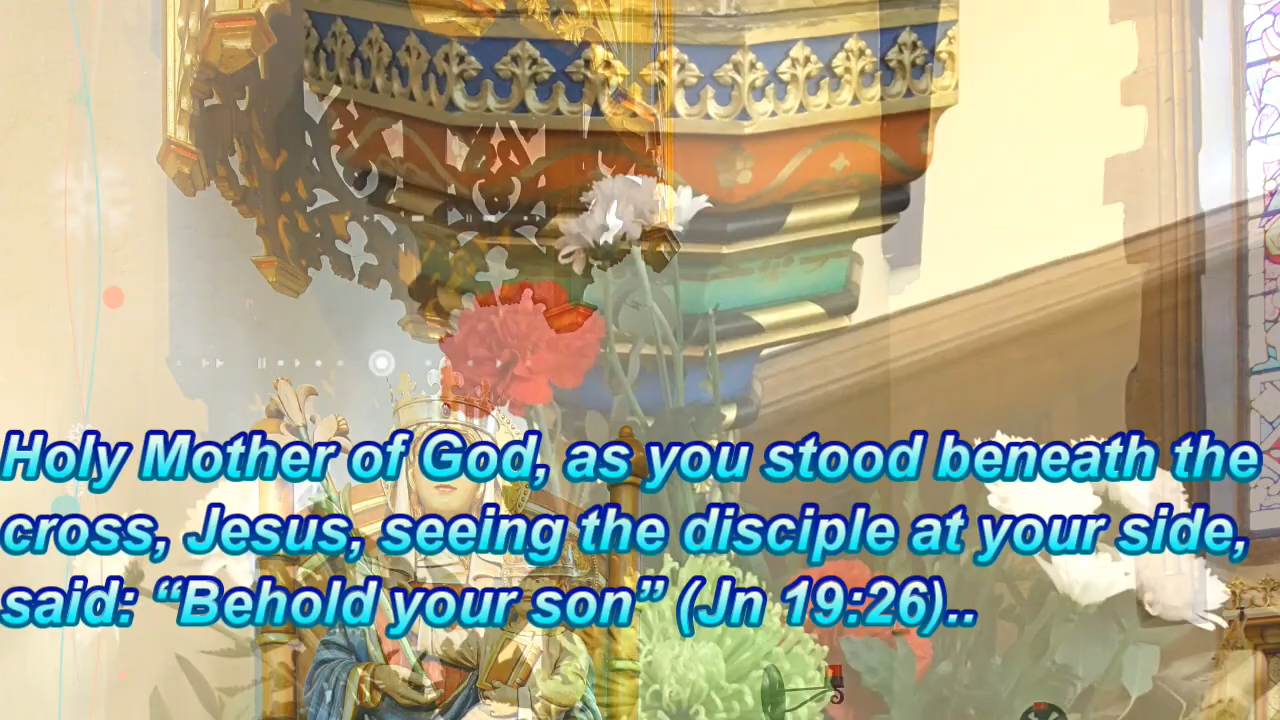 Holy Mother of God, as you stood beneath the
cross, Jesus, seeing the disciple at your side,
said: “Behold your son” (Jn 19:26)..